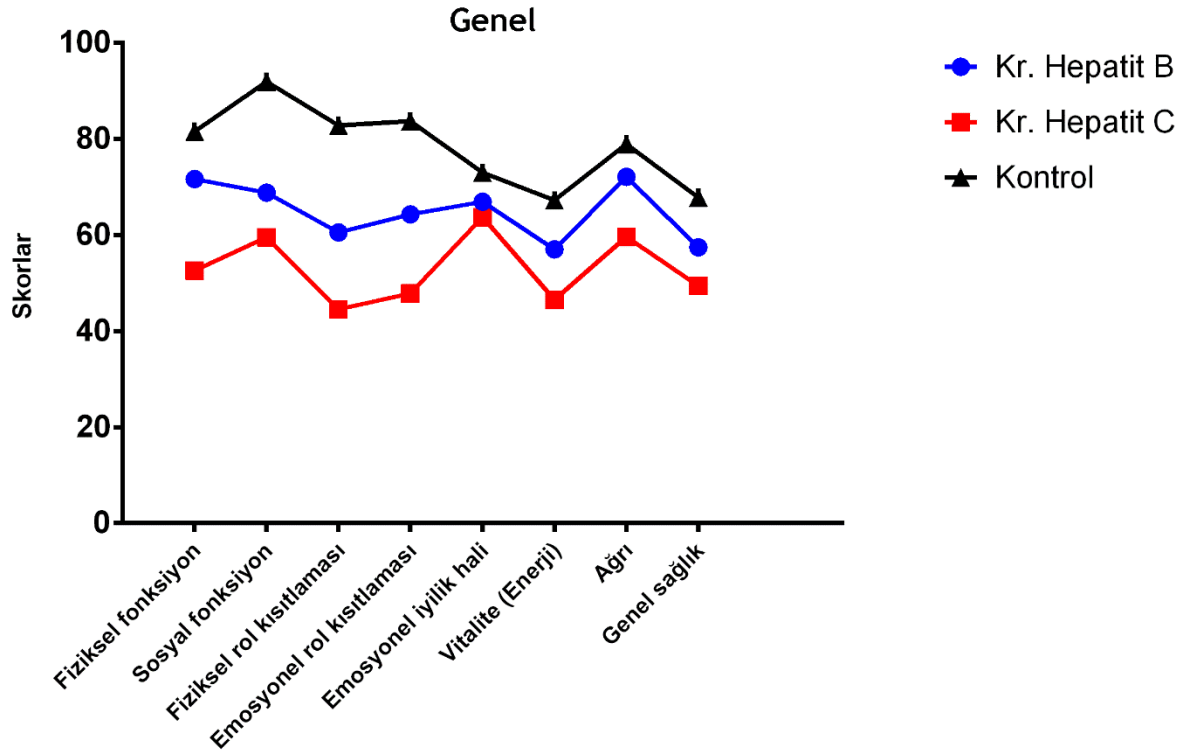 Genel
100
80
60
40
20
0
Skorlar
Fiziksel fonksiyon
Sosyal fonksiyon
Fiziksel rol kısıtlaması
Emosyonel rol kısıtlaması
Emosyonel iyilik hali
Vitalite (Enerji)
Ağrı
Genel sağlık
Kr. Hepatit B
Kr. Hepatit C
Kontrol